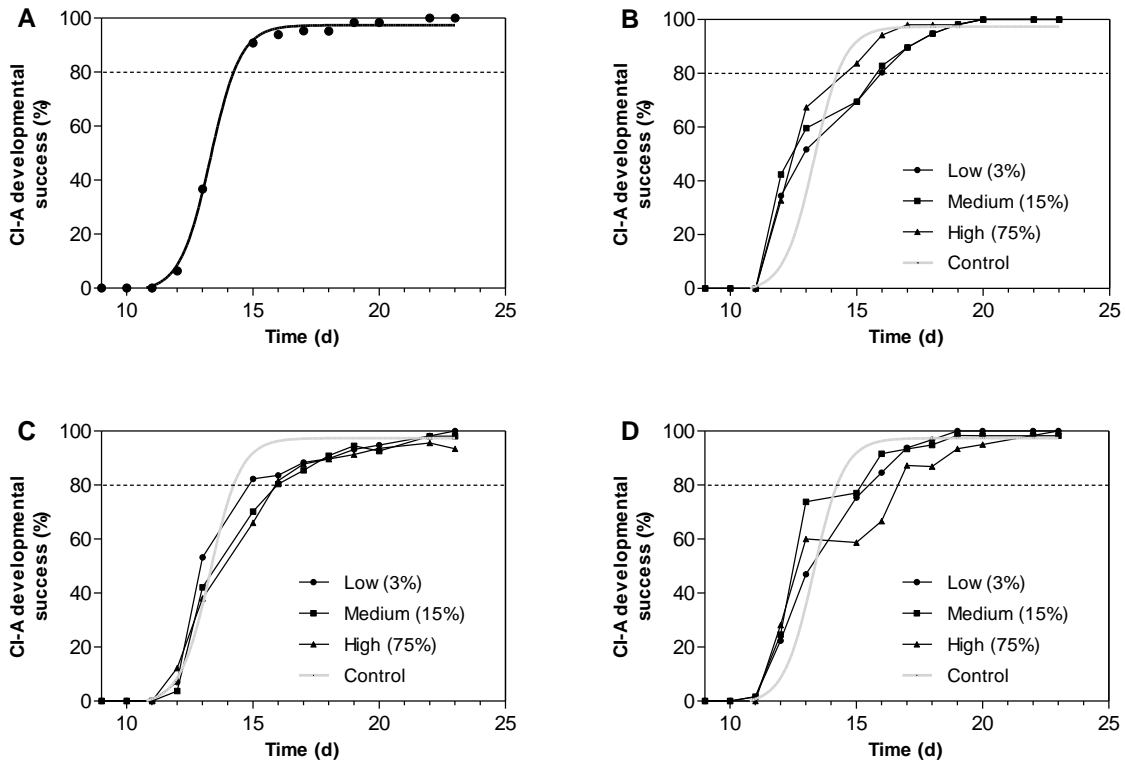 A
CI-A developmental
success (%)
100
80
60
40
20
0
10
15
20
25
Time (d)
B
CI-A developmental
success (%)
100
80
60
40
20
0
Low (3%)
Medium (15%)
High (75%)
Control
10
15
20
25
Time (d)
C
CI-A developmental
success (%)
100
80
60
40
20
0
Low (3%)
Medium (15%)
High (75%)
Control
10
15
20
25
Time (d)
D
CI-A developmental
success (%)
100
80
60
40
20
0
Low (3%)
Medium (15%)
High (75%)
Control
10
15
20
25
Time (d)